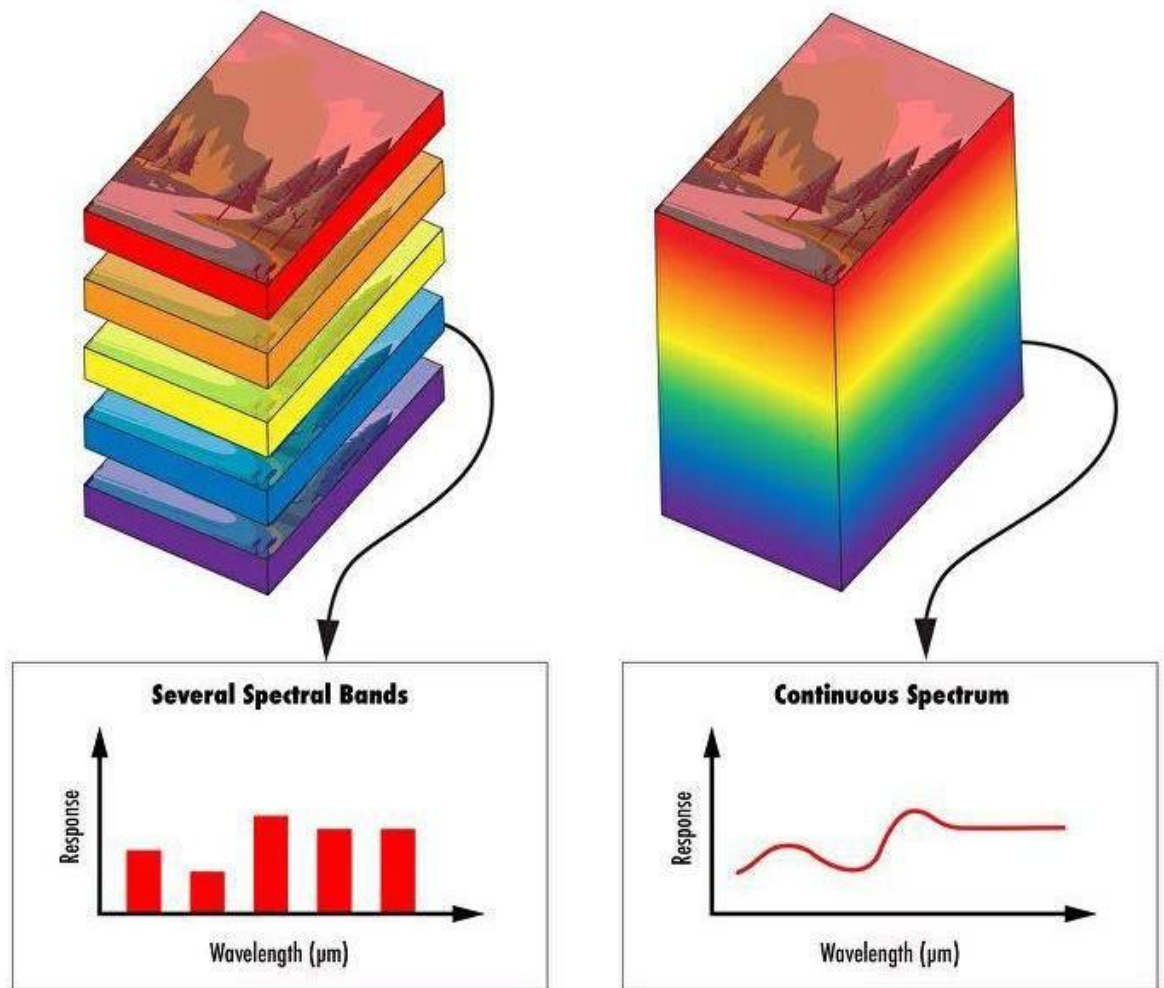 Several Spectral Bands
Response
Wavelength (µm)
Continuous Spectrum
Response
Wavelength (µm)